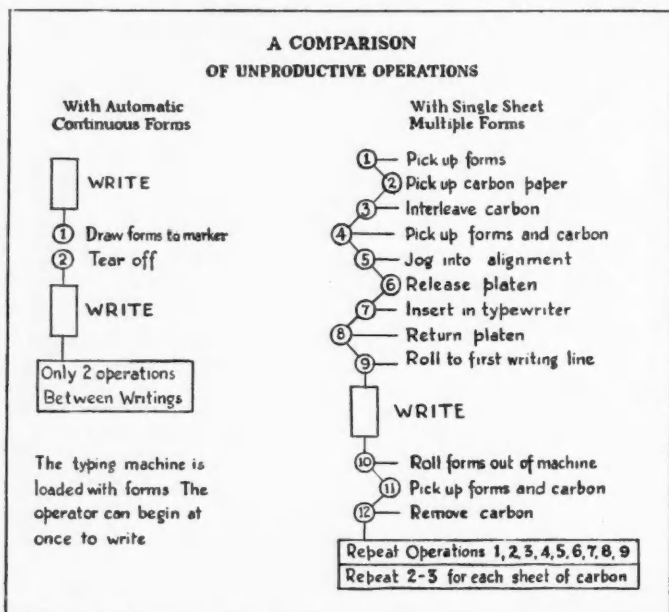 A COMPARISON
OF UNPRODUCTIVE OPERATIONS
With Automatic
Continuous Forms
WRITE
1 Draw forms to marker
2 Tear off
WRITE
Only 2 operations
Between Writings
The typing machine is
loaded with forms The
operator can begin at
once to write
With Single Sheet
Multiple Forms
1 Pick up forms
2 Pick up carbon paper
3 Interleave carbon
4 Pick up forms and carbon
5 Jog into alignment
6 Release platen
7 Insert in typewriter
8 Return platen
9 Roll to first writing line
WRITE
10 Roll forms out of machine
11 Pick up forms and carbon
12 Remove carbon
Repeat Operations 1, 2, 3, 4, 5, 6, 7, 8, 9
Repeat 2-3 for each sheet of carbon